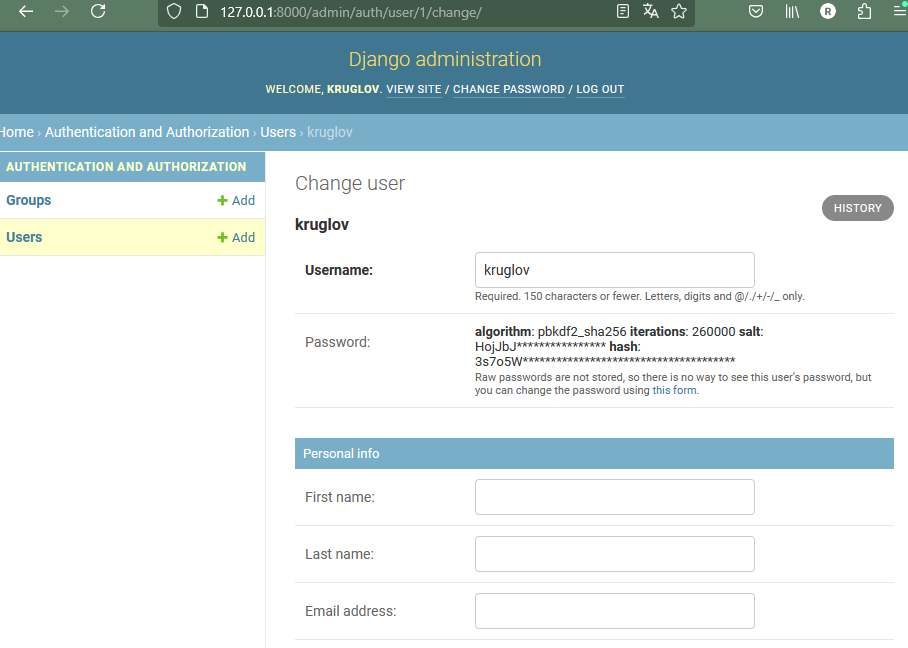 127.0.0.1:8000/admin/auth/user/1/change/
R
Django administration
WELCOME, KRUGLOV. VIEW SITE / CHANGE PASSWORD / LOG OUT
Home › Authentication and Authorization › Users › kruglov
AUTHENTICATION AND AUTHORIZATION
Groups + Add
Users + Add
Change user
HISTORY
kruglov
Username: kruglov
Required. 150 characters or fewer. Letters, digits and @/./+/-/_ only.
Password:
algorithm: pbkdf2_sha256 iterations: 260000 salt:
HojJbJ**************** hash:
3s7o5W**************************************
Raw passwords are not stored, so there is no way to see this user’s password, but
you can change the password using this form.
Personal info
First name:
Last name:
Email address: